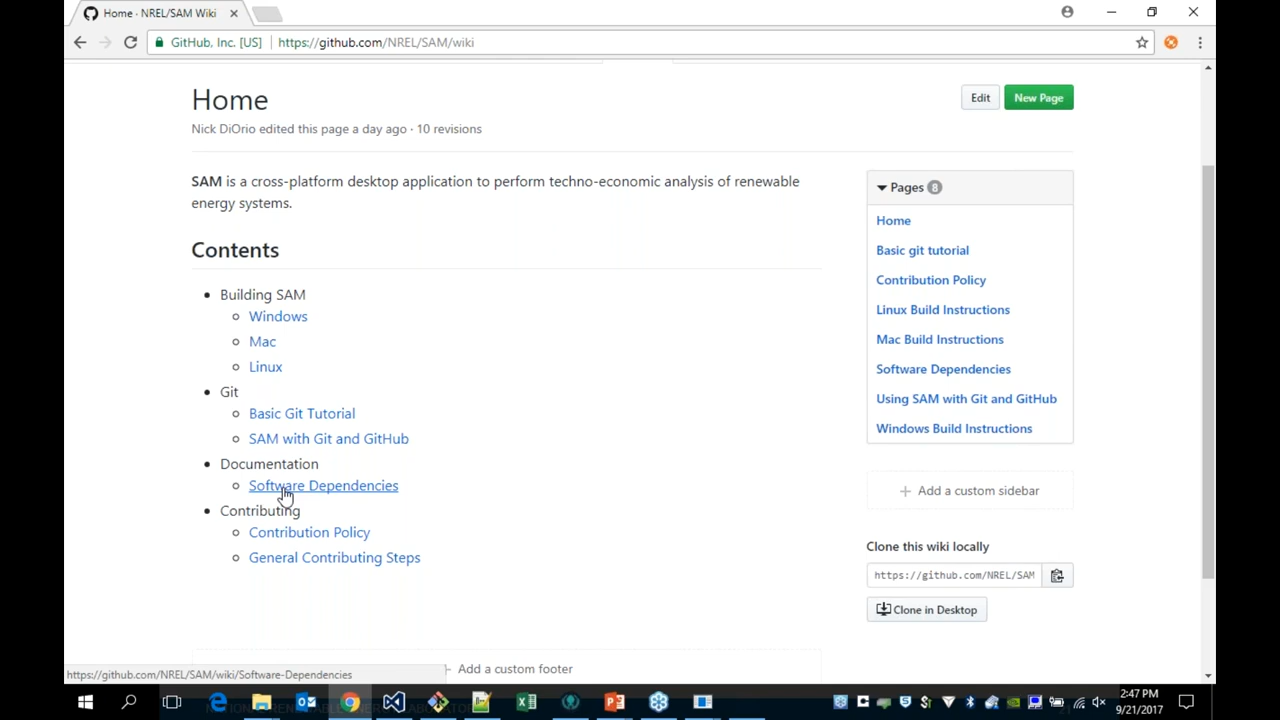 Home · NREL/SAM Wiki
GitHub, Inc. [US]
https://github.com/NREL/SAM/wiki
Home
Edit
New Page
Nick DiOrio edited this page a day ago · 10 revisions
SAM is a cross-platform desktop application to perform techno-economic analysis of renewable
energy systems.
Contents
Building SAM
Windows
Mac
Linux
Git
Basic Git Tutorial
SAM with Git and GitHub
Documentation
Software Dependencies
Contributing
Contribution Policy
General Contributing Steps
Pages 8
Home
Basic git tutorial
Contribution Policy
Linux Build Instructions
Mac Build Instructions
Software Dependencies
Using SAM with Git and GitHub
Windows Build Instructions
Add a custom sidebar
Clone this wiki locally
https://github.com/NREL/SAM
Clone in Desktop
Add a custom footer
https://github.com/NREL/SAM/wiki/Software-Dependencies
2:47 PM
9/21/2017